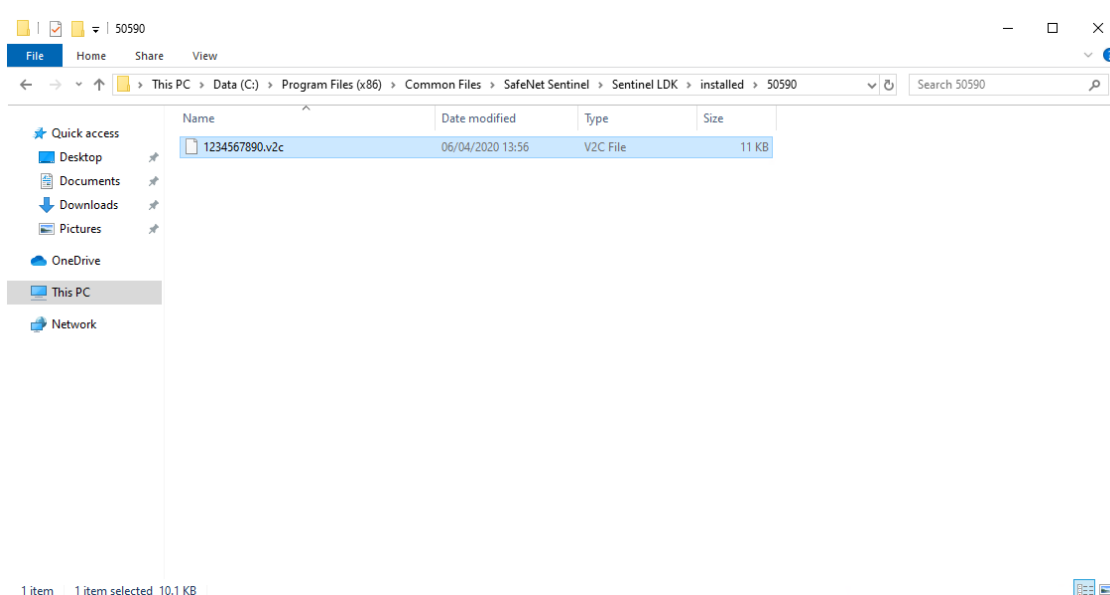 50590
File Home Share View
This PC > Data (C:) > Program Files (x86) > Common Files > SafeNet Sentinel > Sentinel LDK > installed > 50590
Search 50590
Name Date modified Type Size
Quick access
1234567890.v2c 06/04/2020 13:56 V2C File 11 KB
Desktop
Documents
Downloads
Pictures
OneDrive
This PC
Network
1 item 1 item selected 10.1 KB